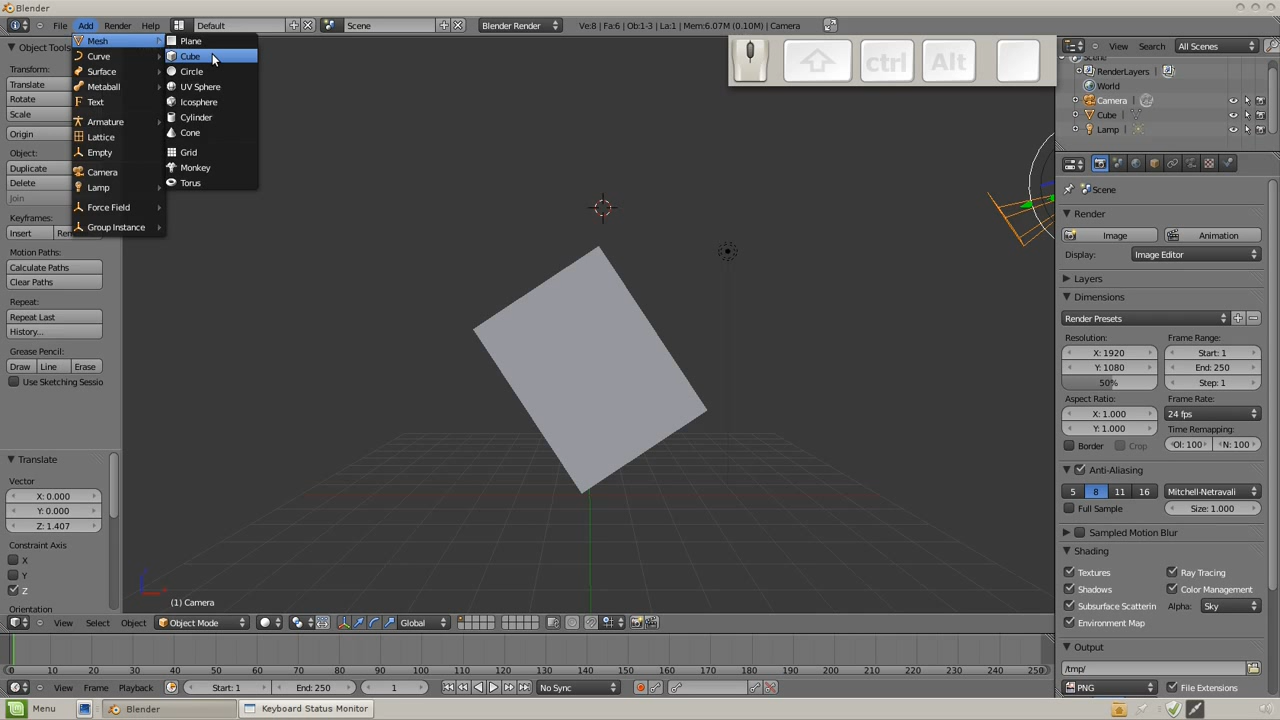 Blender
File Add Render Help Default Scene Blender Render Ve:8 | Fa:6 | Ob:1-3 | La:1 | Mem:6.07M (0.10M) | Camera
Mesh
Curve
Surface
Metaball
Text
Armature
Lattice
Empty
Camera
Lamp
Force Field
Group Instance
Plane
Cube
Circle
UV Sphere
Icosphere
Cylinder
Cone
Grid
Monkey
Torus
Object Tools
Transform:
Translate
Rotate
Scale
Origin
Object:
Duplicate
Delete
Join
Keyframes:
Insert
Motion Paths:
Calculate Paths
Clear Paths
Repeat:
Repeat Last
History...
Grease Pencil:
Draw Line Erase
Use Sketching Sessio
Translate
Vector
X: 0.000
Y: 0.000
Z: 1.407
Constraint Axis
X
Y
Z
Orientation
ctrl Alt
(1) Camera
View Select Object Object Mode Global
0 10 20 30 40 50 60 70 80 90 100 110 120 130 140 150 160 170 180 190 200 210 220 230 240 250
View Frame Playback Start: 1 End: 250 1 No Sync
View Search All Scenes
Scene
RenderLayers
World
Camera
Cube
Lamp
Scene
Render
Image Animation
Display: Image Editor
Layers
Dimensions
Render Presets
Resolution: Frame Range:
X: 1920 Start: 1
Y: 1080 End: 250
50% Step: 1
Aspect Ratio: Frame Rate:
X: 1.000 24 fps
Y: 1.000 Time Remapping:
Border Crop Ol: 100 N: 100
Anti-Aliasing
5 8 11 16 Mitchell-Netravali
Full Sample Size: 1.000
Sampled Motion Blur
Shading
Textures Ray Tracing
Shadows Color Management
Subsurface Scatterin Alpha: Sky
Environment Map
Output
/tmp/
PNG File Extensions
Menu Blender Keyboard Status Monitor